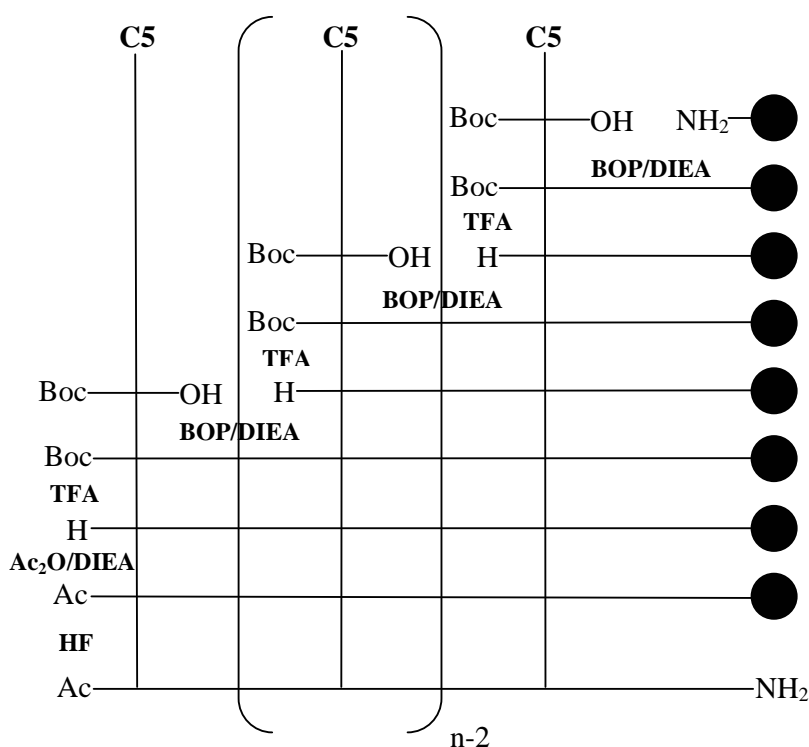 C5 C5 C5
Boc OH NH₂
BOP/DIEA
Boc
TFA
Boc OH H
BOP/DIEA
Boc
TFA
Boc OH H
BOP/DIEA
Boc
TFA
H
Ac₂O/DIEA
Ac
HF
Ac NH₂
n-2